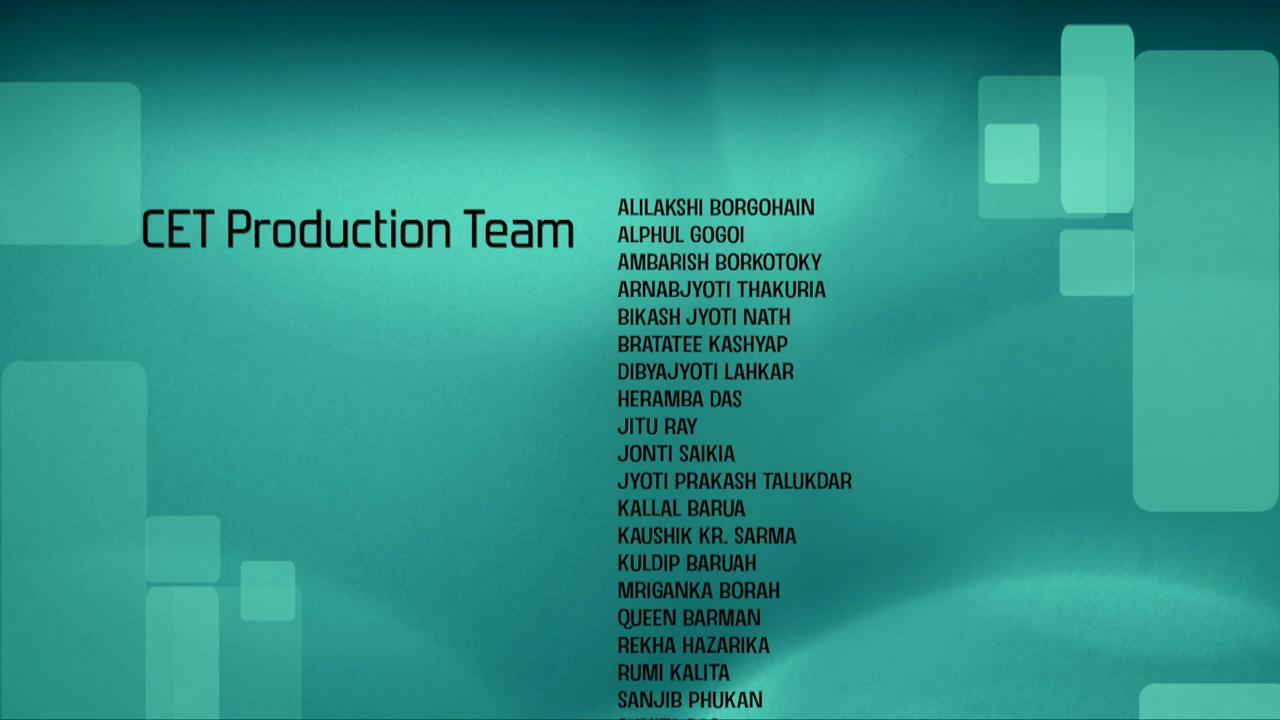 CET Production Team
ALILAKSHI BORGOHAIN
ALPHUL GOGOI
AMBARISH BORKOTOKY
ARNABJYOTI THAKURIA
BIKASH JYOTI NATH
BRATATEE KASHYAP
DIBYAJYOTI LAHKAR
HERAMBA DAS
JITU RAY
JONTI SAIKIA
JYOTI PRAKASH TALUKDAR
KALLAL BARUA
KAUSHIK KR. SARMA
KULDIP BARUAH
MRIGANKA BORAH
QUEEN BARMAN
REKHA HAZARIKA
RUMI KALITA
SANJIB PHUKAN